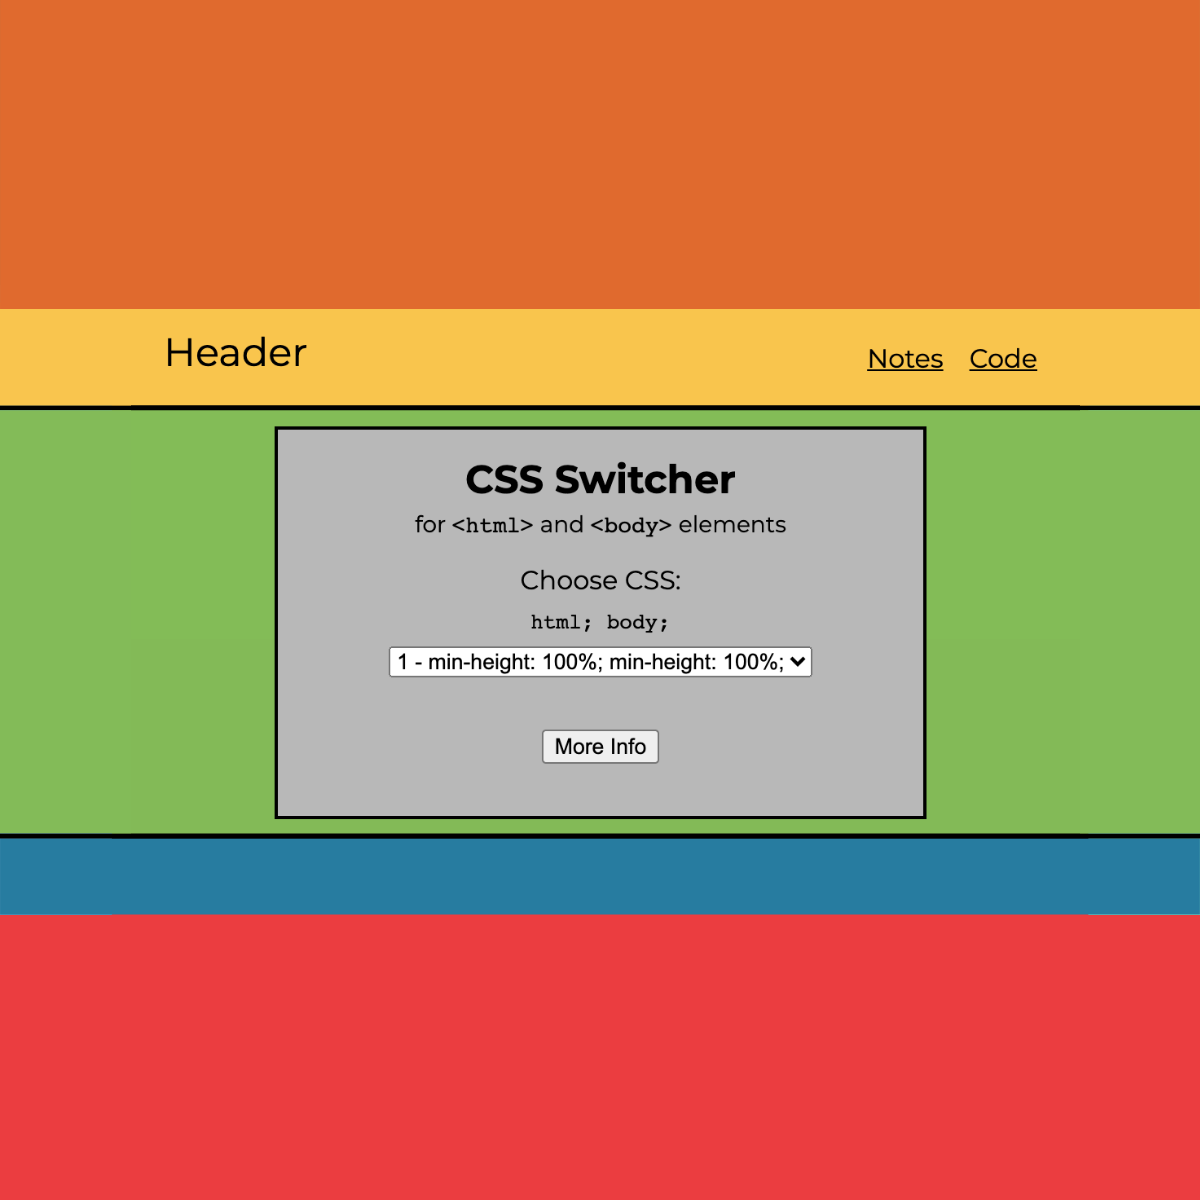 Header
Notes Code
CSS Switcher
for <html> and <body> elements
Choose CSS:
html; body;
1 - min-height: 100%; min-height: 100%;
More Info